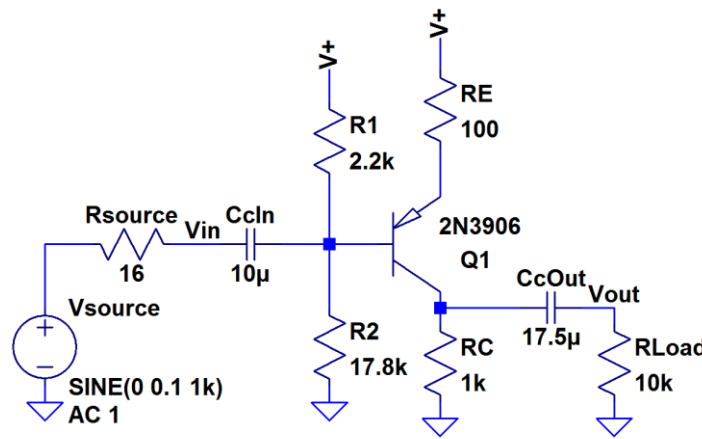 V+
V+
RE
100
R1
2.2k
Rsource
Vin
CcIn
16
10µ
2N3906
Q1
Vsource
CcOut
Vout
17.5µ
R2
17.8k
RC
1k
RLoad
10k
SINE(0 0.1 1k)
AC 1